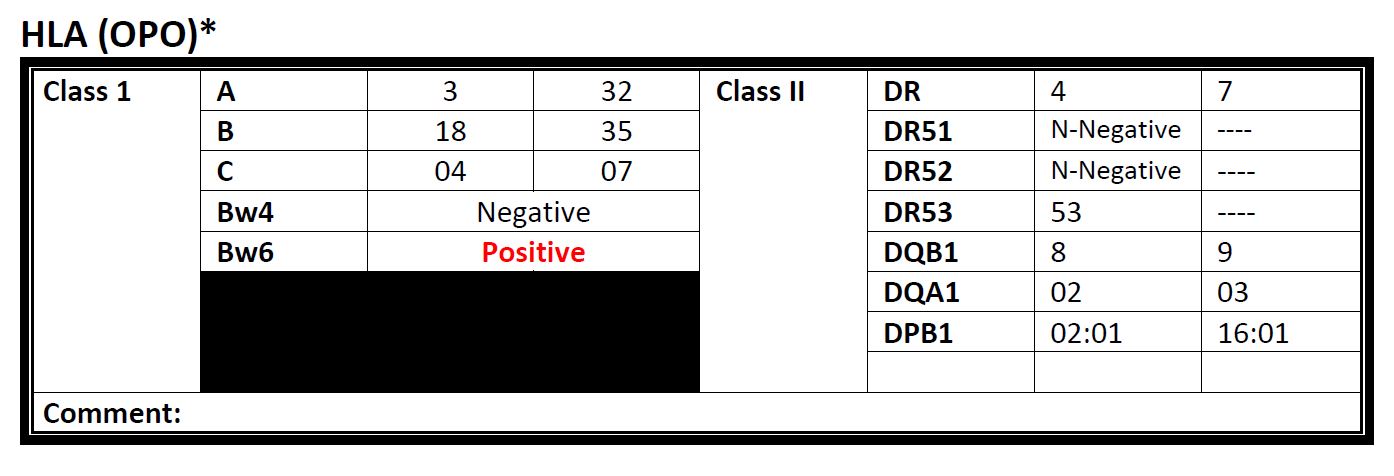 HLA (OPO)*
Class 1 A 3 32 Class II DR 4 7
B 18 35 DR51 N-Negative ----
C 04 07 DR52 N-Negative ----
Bw4 Negative DR53 53 ----
Bw6 Positive DQB1 8 9
DQA1 02 03
DPB1 02:01 16:01
Comment: